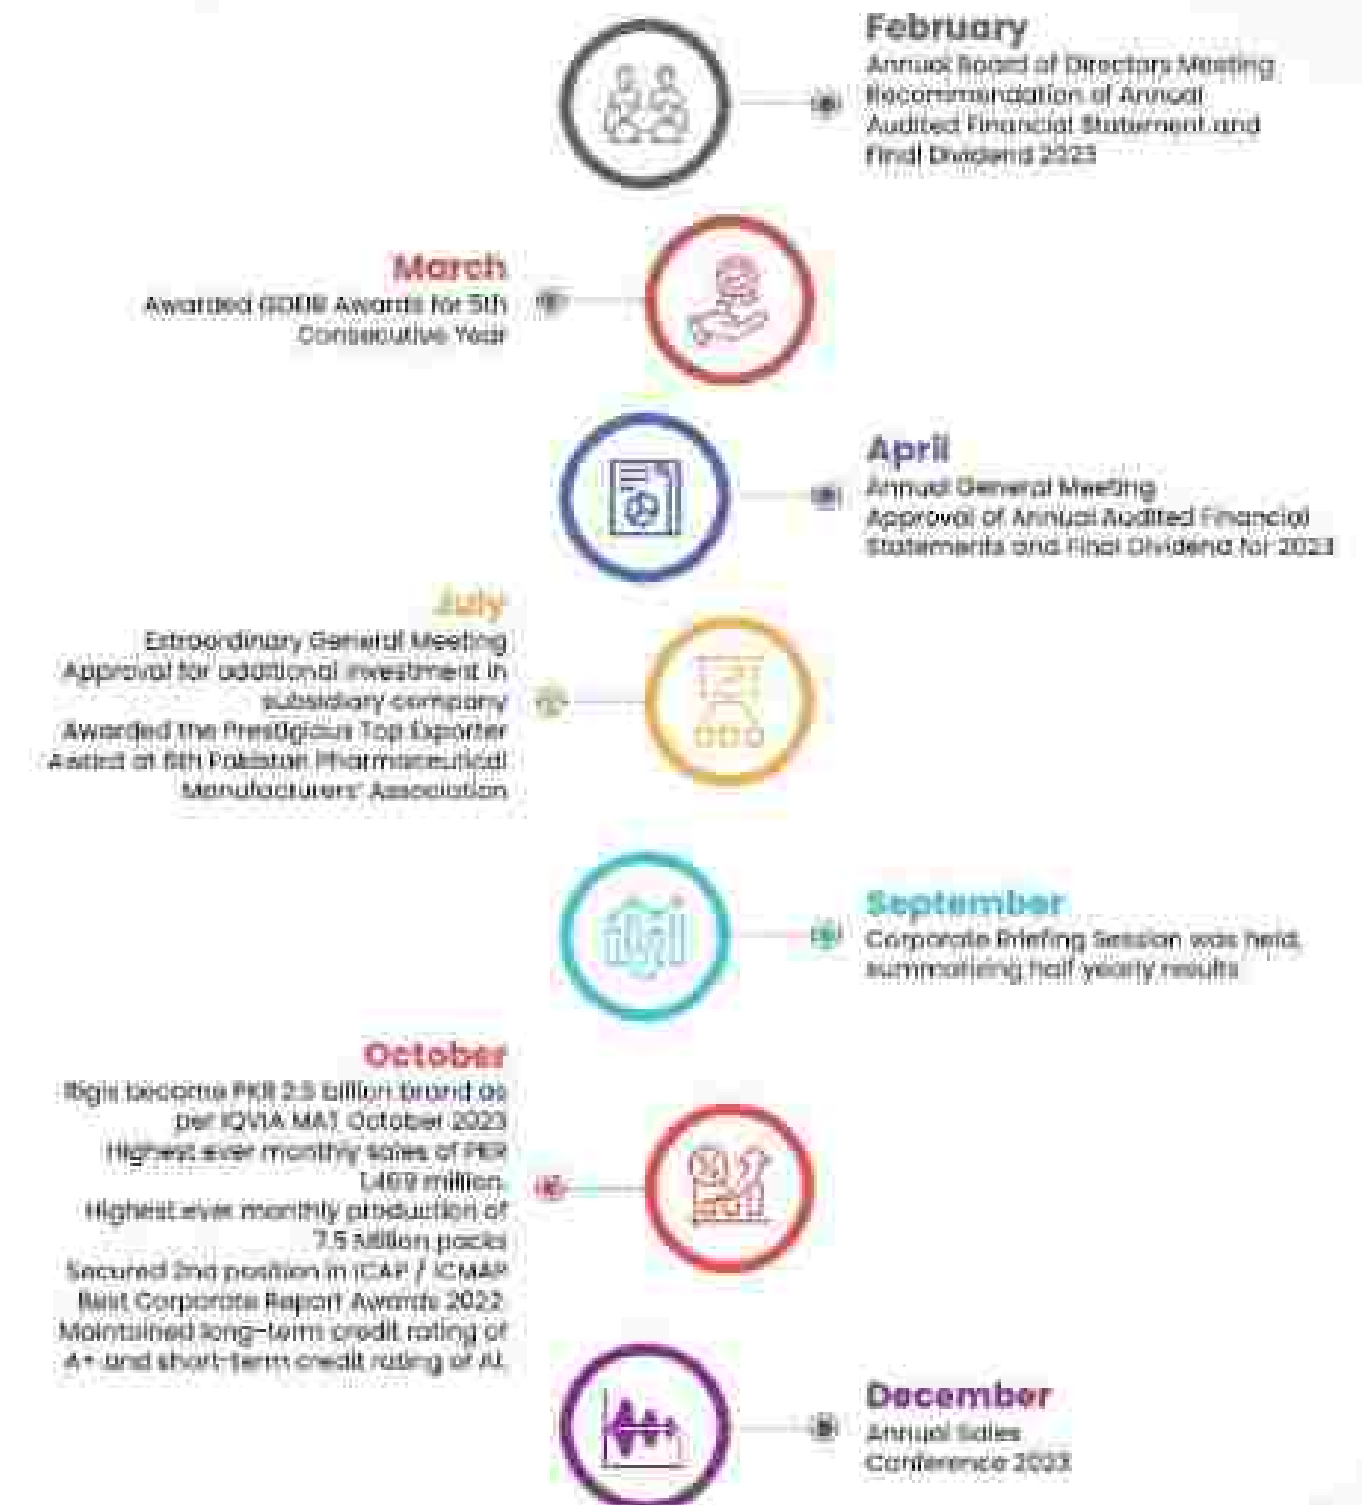 February
Annual Board of Directors Meeting
Recommendation of Annual
Audited Financial Statement and
Final Dividend 2023
March
Awarded GDEIB Awards for 5th
Consecutive Year
April
Annual General Meeting
Approval of Annual Audited Financial
Statements and Final Dividend for 2023
July
Extraordinary General Meeting
Approval for additional investment in
subsidiary company
Awarded the Prestigious Top Exporter
Award at 6th Pakistan Pharmaceutical
Manufacturers' Association
September
Corporate Briefing Session was held,
summarizing half yearly results
October
become PKR 2.5 billion brand as
per IQVIA MAT October 2023
Highest ever monthly sales of PKR
million.
Highest ever monthly production of
7.5 Million packs
Secured 2nd position in ICAP / ICMAP
Best Corporate Report Awards 2022.
Maintained long-term credit rating of
A+ and short-term credit rating of A1.
December
Annual Sales
Conference 2023